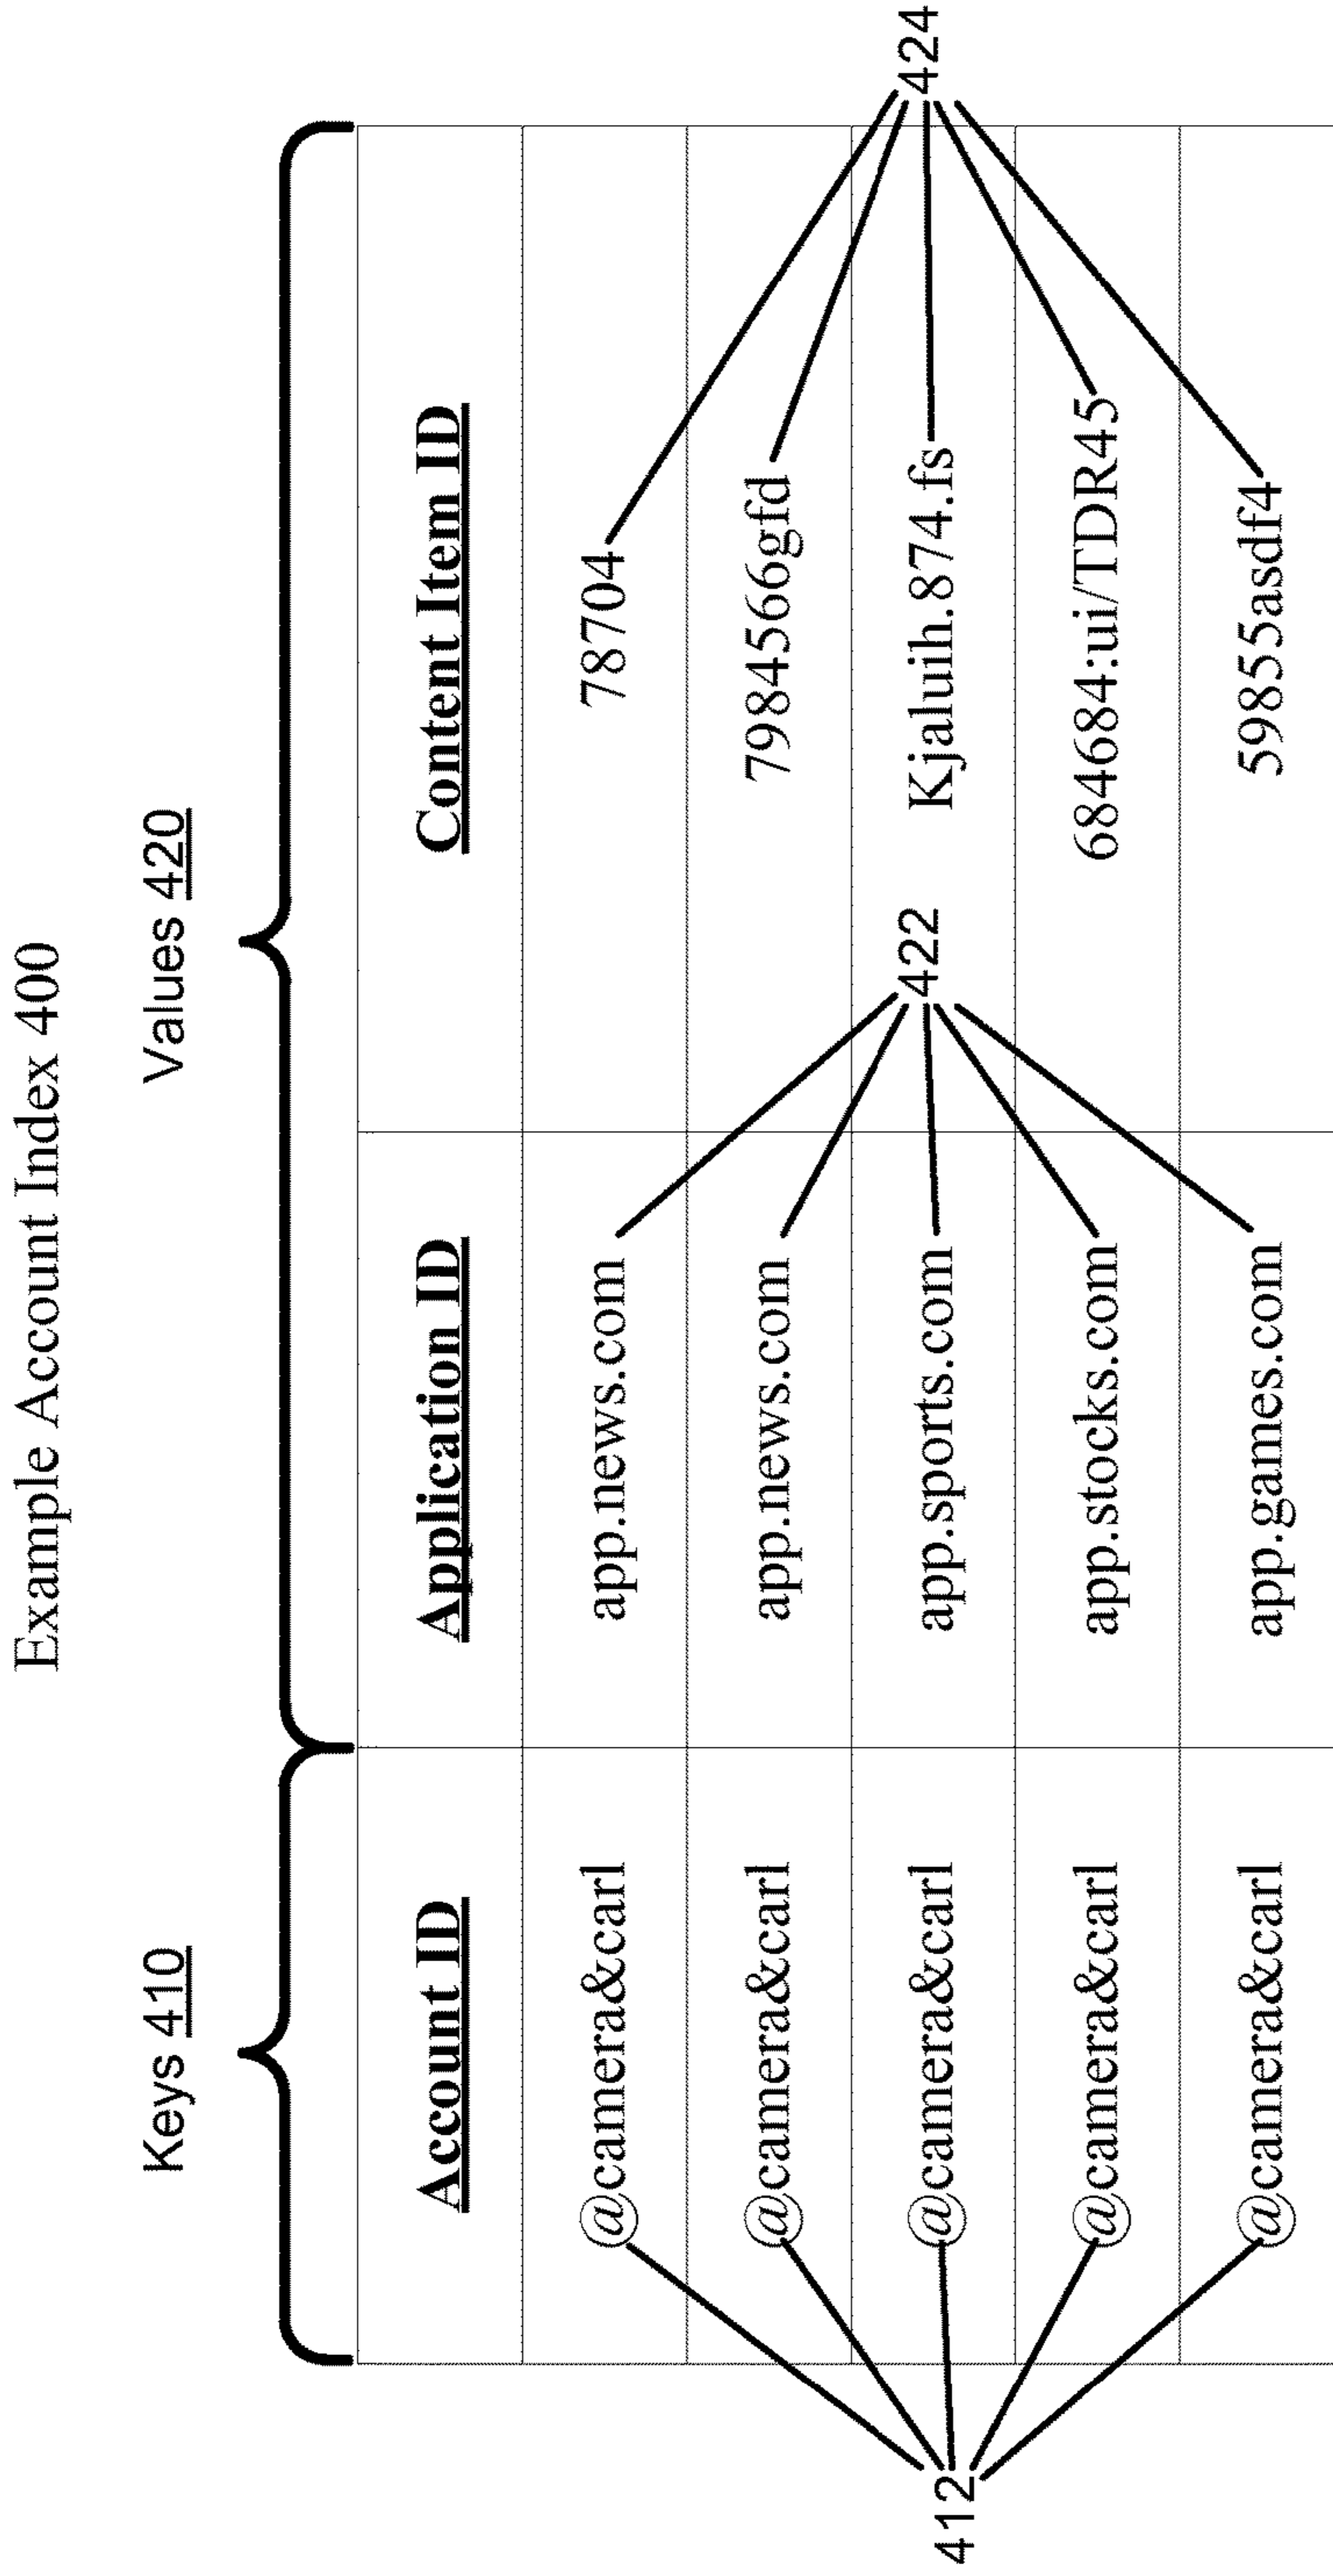 Example Account Index 400
Keys 410 Values 420
Account ID Application ID Content Item ID
@camera&carl app.news.com 78704
@camera&carl app.news.com 7984566gfd
412 @camera&carl app.sports.com 422 Kjaluih.874.fs 424
@camera&carl app.stocks.com 684684:ui/TDR45
@camera&carl app.games.com 59855asdf4